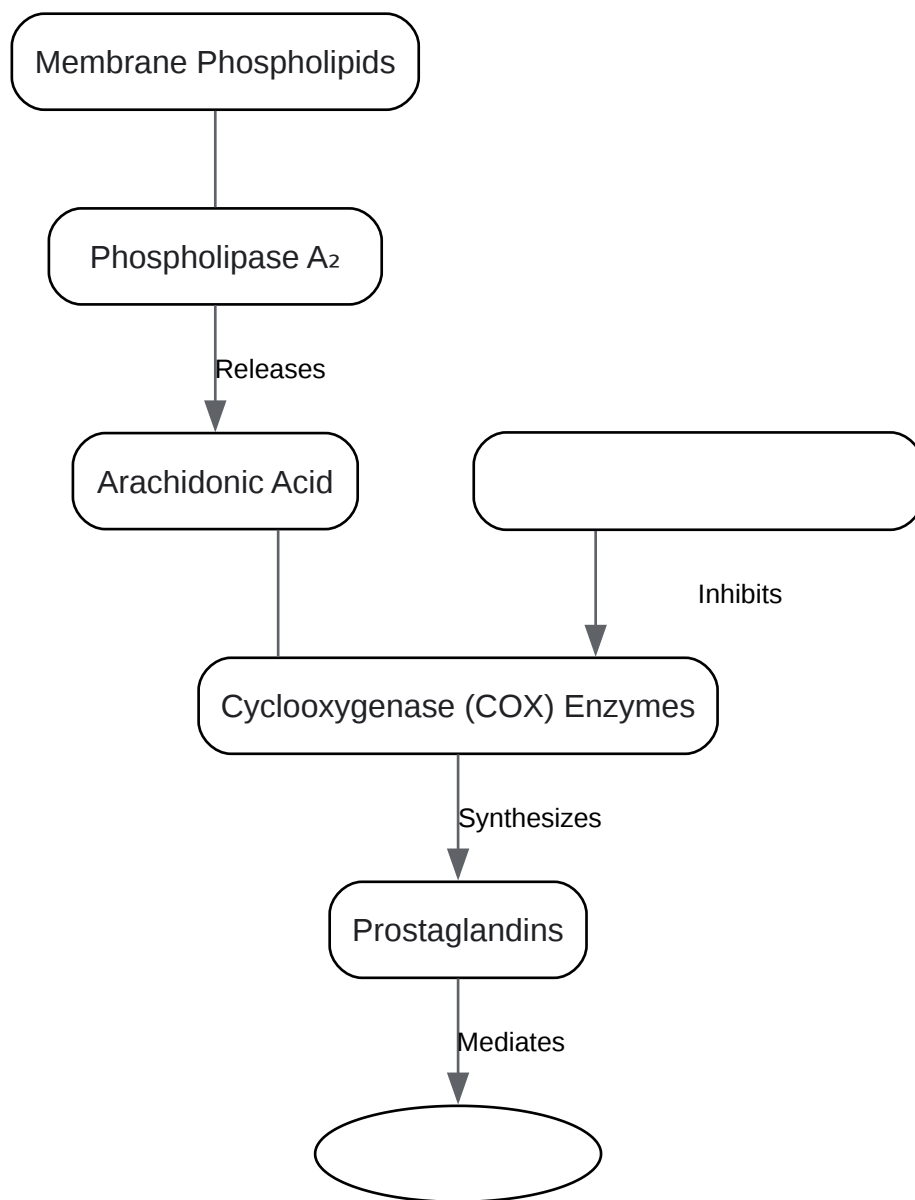 Membrane Phospholipids
Phospholipase A₂
Releases
Arachidonic Acid
Inhibits
Cyclooxygenase (COX) Enzymes
Synthesizes
Prostaglandins
Mediates